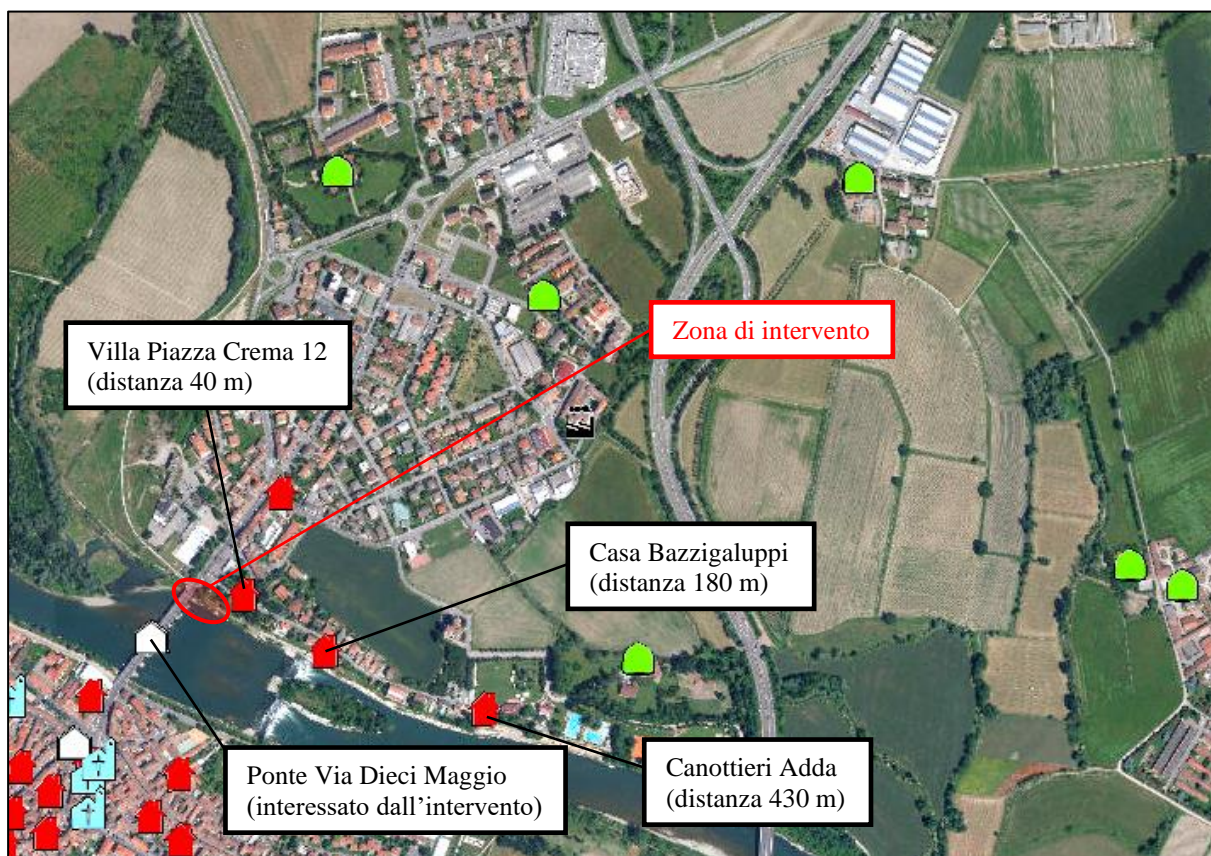 Zona di intervento
Villa Piazza Crema 12
(distanza 40 m)
Casa Bazzigaluppi
(distanza 180 m)
Ponte Via Dieci Maggio
(interessato dall’intervento)
Canottieri Adda
(distanza 430 m)